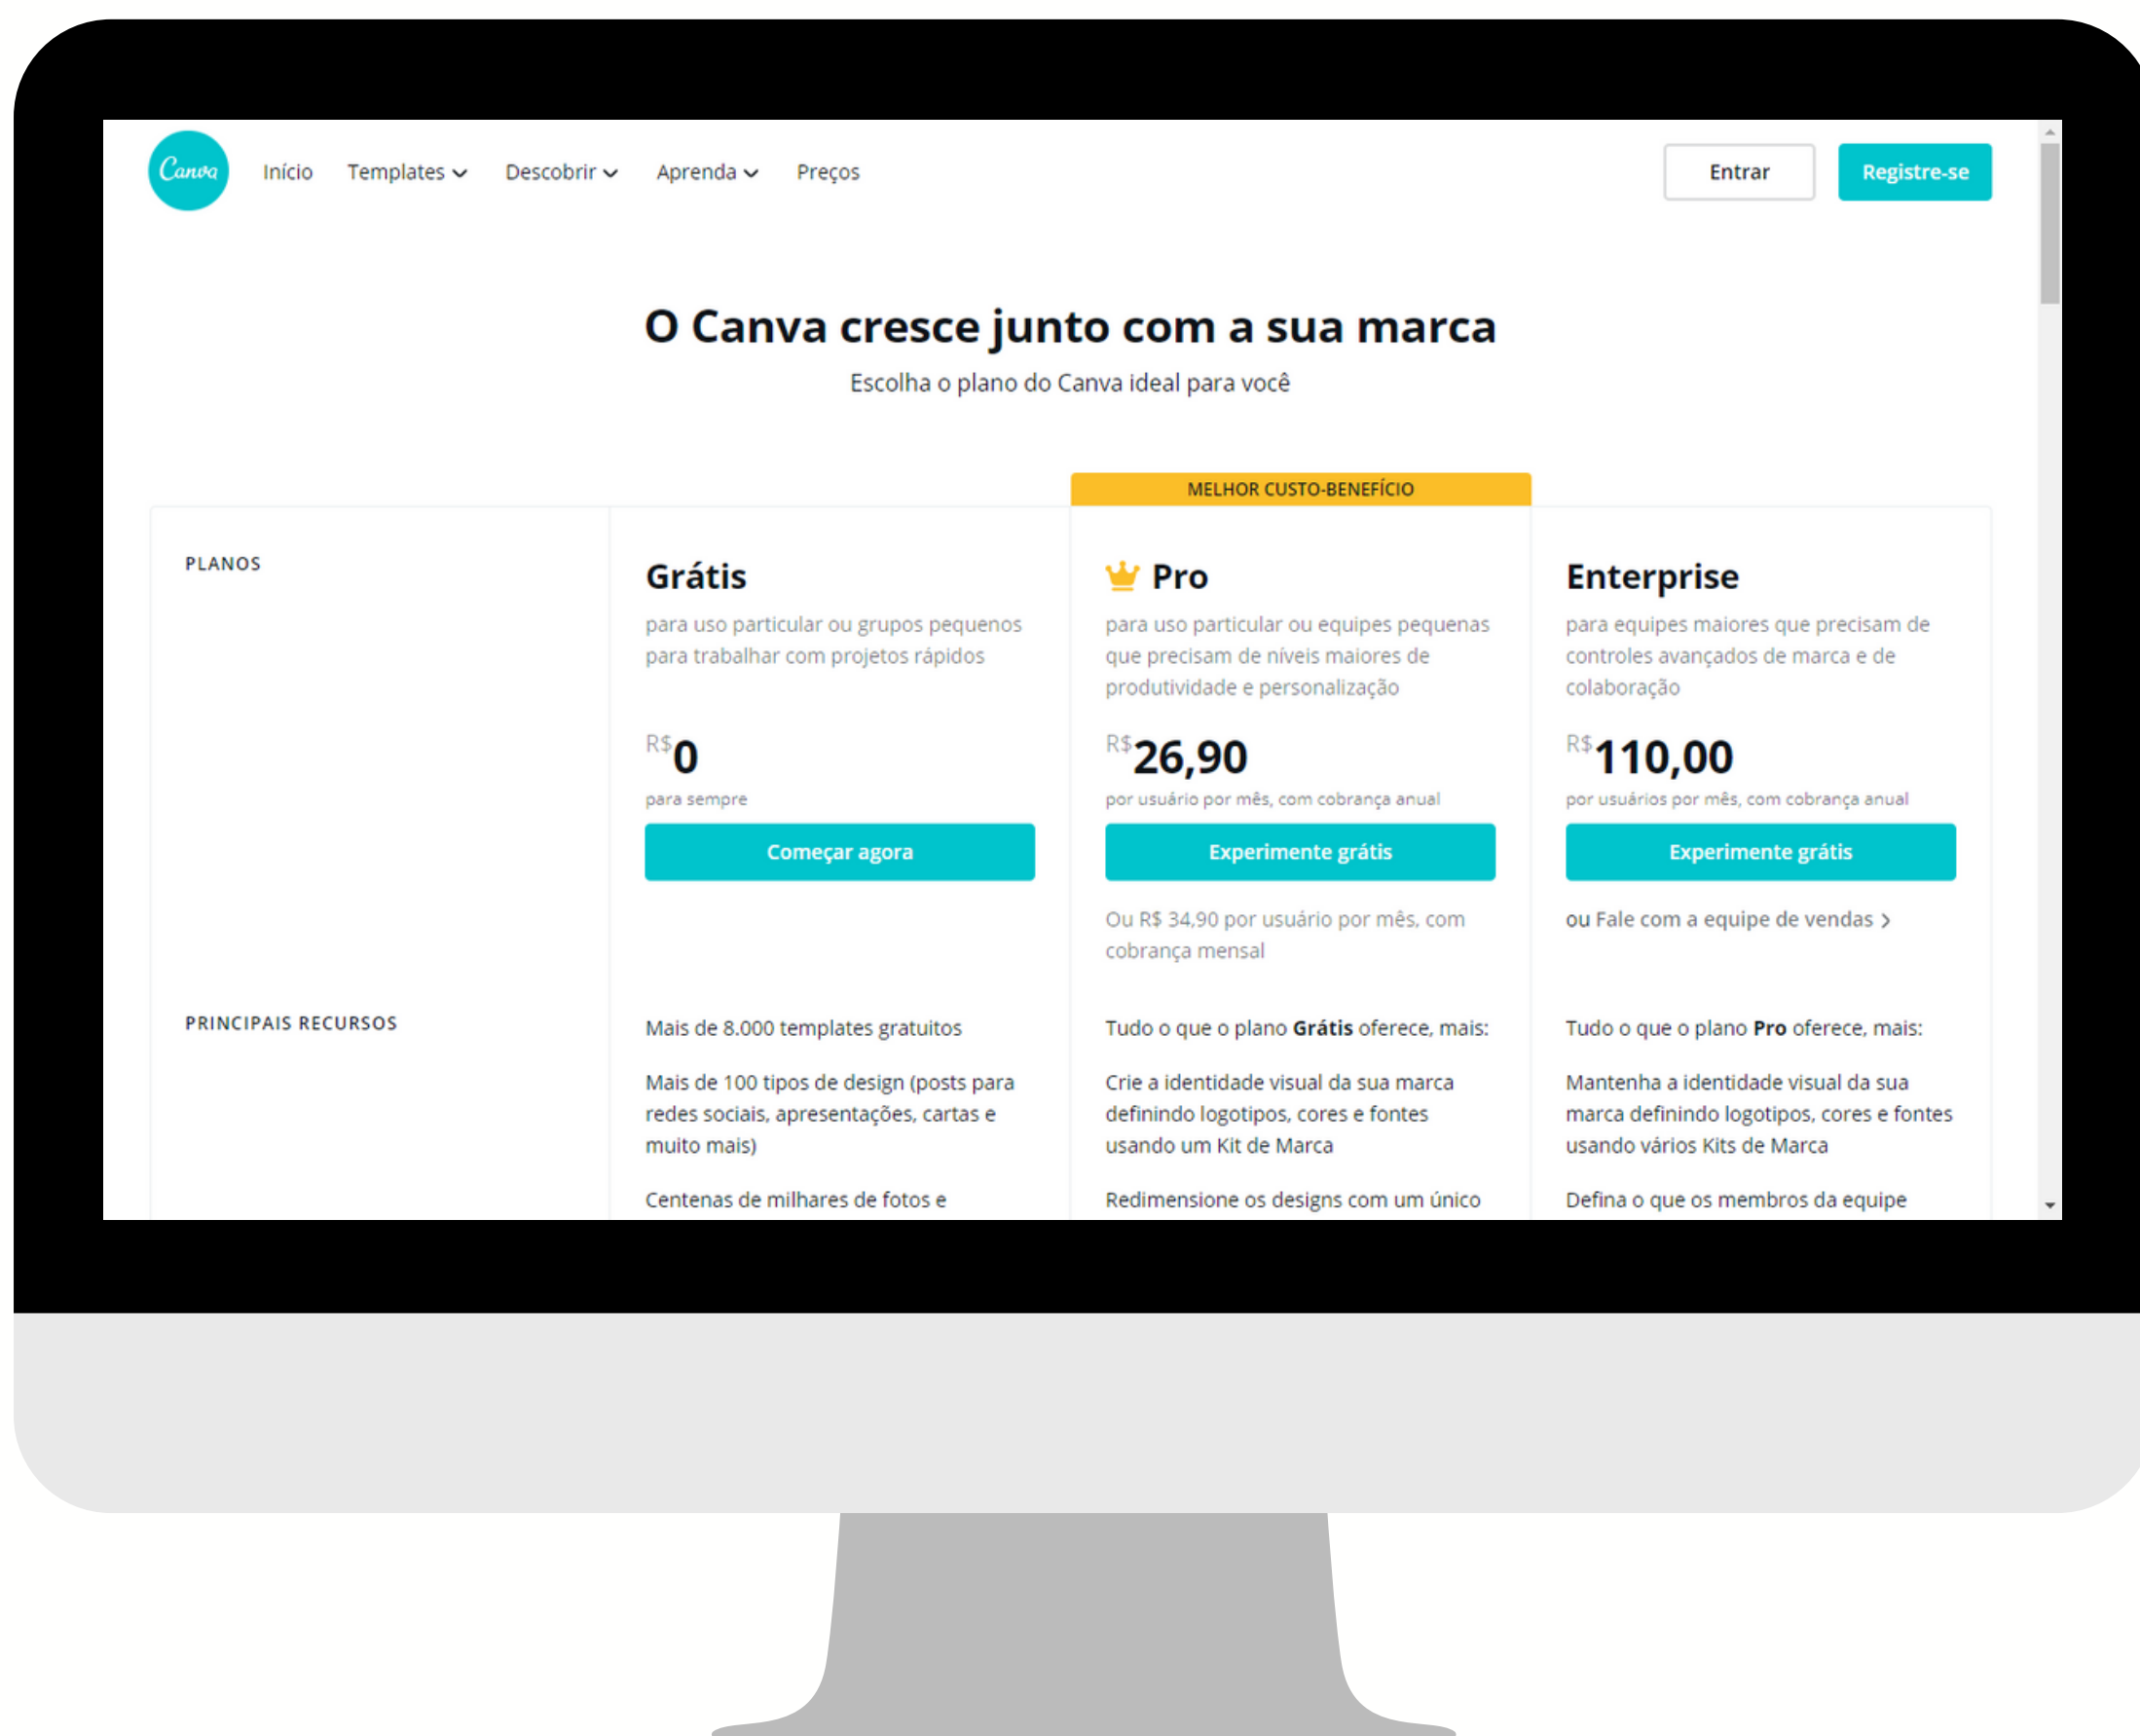 Canva
Início
Templates
Descobrir
Aprenda
Preços
Entrar
Registre-se
O Canva cresce junto com a sua marca
Escolha o plano do Canva ideal para você
MELHOR CUSTO-BENEFÍCIO
PLANOS
Grátis
para uso particular ou grupos pequenos
para trabalhar com projetos rápidos
R$0
para sempre
Começar agora
Pro
para uso particular ou equipes pequenas
que precisam de níveis maiores de
produtividade e personalização
R$26,90
por usuário por mês, com cobrança anual
Experimente grátis
Ou R$ 34,90 por usuário por mês, com
cobrança mensal
Enterprise
para equipes maiores que precisam de
controles avançados de marca e de
colaboração
R$110,00
por usuários por mês, com cobrança anual
Experimente grátis
ou Fale com a equipe de vendas
PRINCIPAIS RECURSOS
Mais de 8.000 templates gratuitos
Mais de 100 tipos de design (posts para
redes sociais, apresentações, cartas e
muito mais)
Centenas de milhares de fotos e
Tudo o que o plano Grátis oferece, mais:
Crie a identidade visual da sua marca
definindo logotipos, cores e fontes
usando um Kit de Marca
Redimensione os designs com um único
Tudo o que o plano Pro oferece, mais:
Mantenha a identidade visual da sua
marca definindo logotipos, cores e fontes
usando vários Kits de Marca
Defina o que os membros da equipe